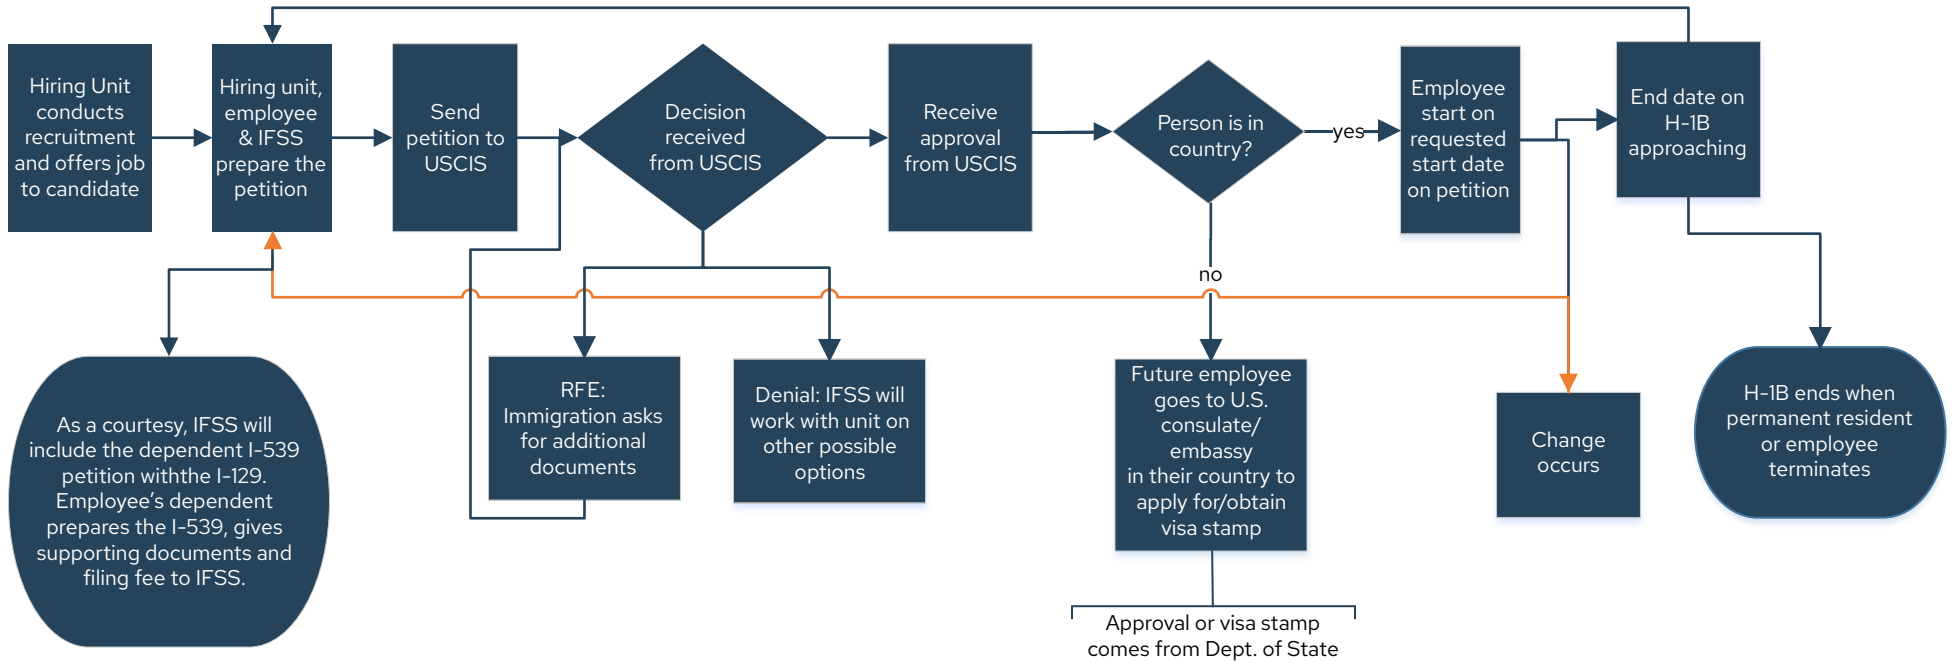 Hiring Unit
conducts
recruitment
and offers job
to candidate
Hiring unit,
employee
& IFSS
prepare the
petition
Send
petition to
USCIS
Decision
received
from USCIS
Receive
approval
from USCIS
Person is in
country?
yes
Employee
start on
requested
start date
on petition
End date on
H-1B
approaching
no
As a courtesy, IFSS will
include the dependent I-539
petition withthe I-129.
Employee's dependent
prepares the I-539, gives
supporting documents and
filing fee to IFSS.
RFE:
Immigration asks
for additional
documents
Denial: IFSS will
work with unit on
other possible
options
Future employee
goes to U.S.
consulate/
embassy
in their country to
apply for/obtain
visa stamp
Change
occurs
H-1B ends when
permanent resident
or employee
terminates
Approval or visa stamp
comes from Dept. of State